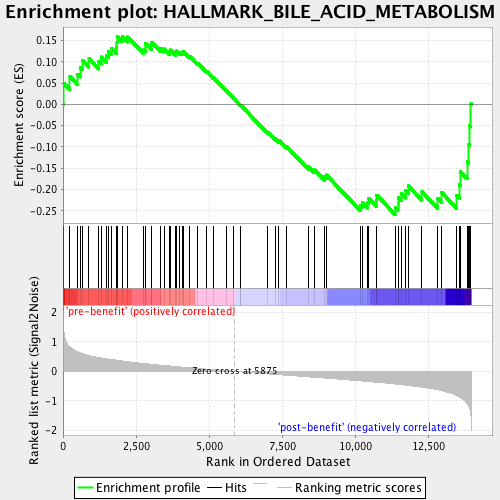 Enrichment plot: HALLMARK_BILE_ACID_METABOLISM
Enrichment score (ES)
0.15
0.10
0.05
0.00
-0.05
-0.10
-0.15
-0.20
-0.25
Ranked list metric (Signal2Noise)
'pre-benefit' (positively correlated)
2
1
0
-1
-2
Zero cross at 5875
'post-benefit' (negatively correlated)
0
2,500
5,000
7,500
10,000
12,500
Rank in Ordered Dataset
Enrichment profile
Hits
Ranking metric scores